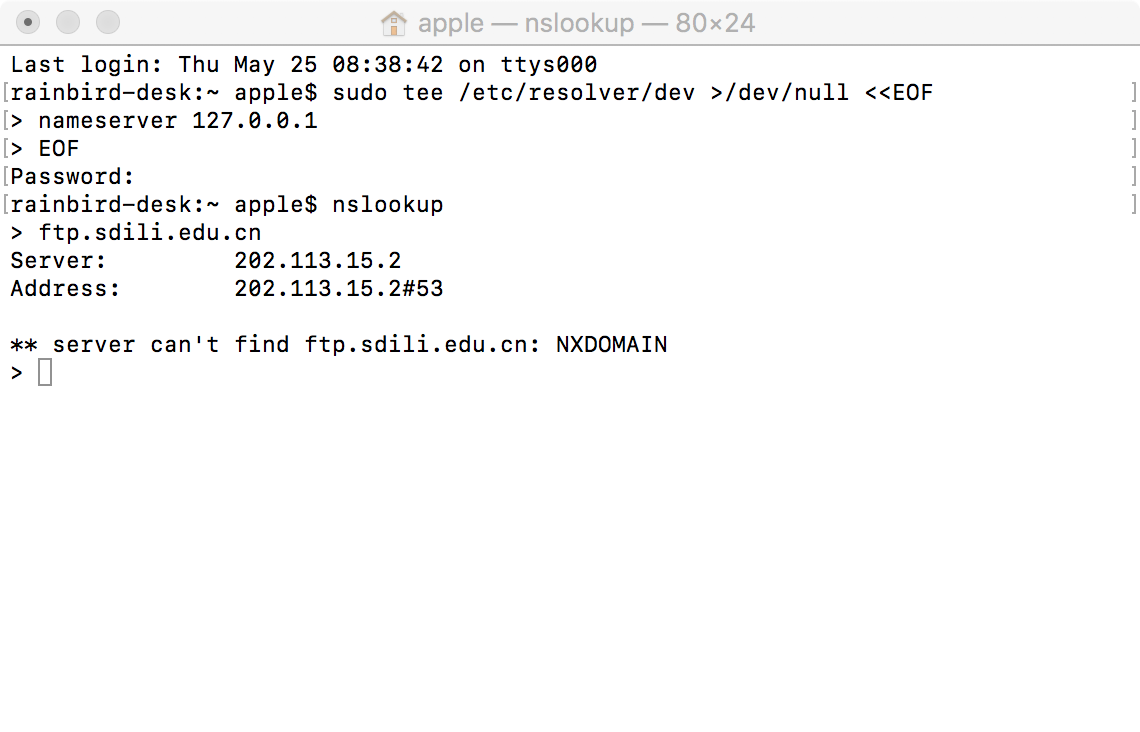 apple — nslookup — 80×24
Last login: Thu May 25 08:38:42 on ttys000
[rainbird-desk:~ apple$ sudo tee /etc/resolver/dev >/dev/null <<EOF ]
[> nameserver 127.0.0.1 ]
[> EOF ]
[Password: ]
[rainbird-desk:~ apple$ nslookup ]
> ftp.sdili.edu.cn
Server: 202.113.15.2
Address: 202.113.15.2#53
** server can't find ftp.sdili.edu.cn: NXDOMAIN
>